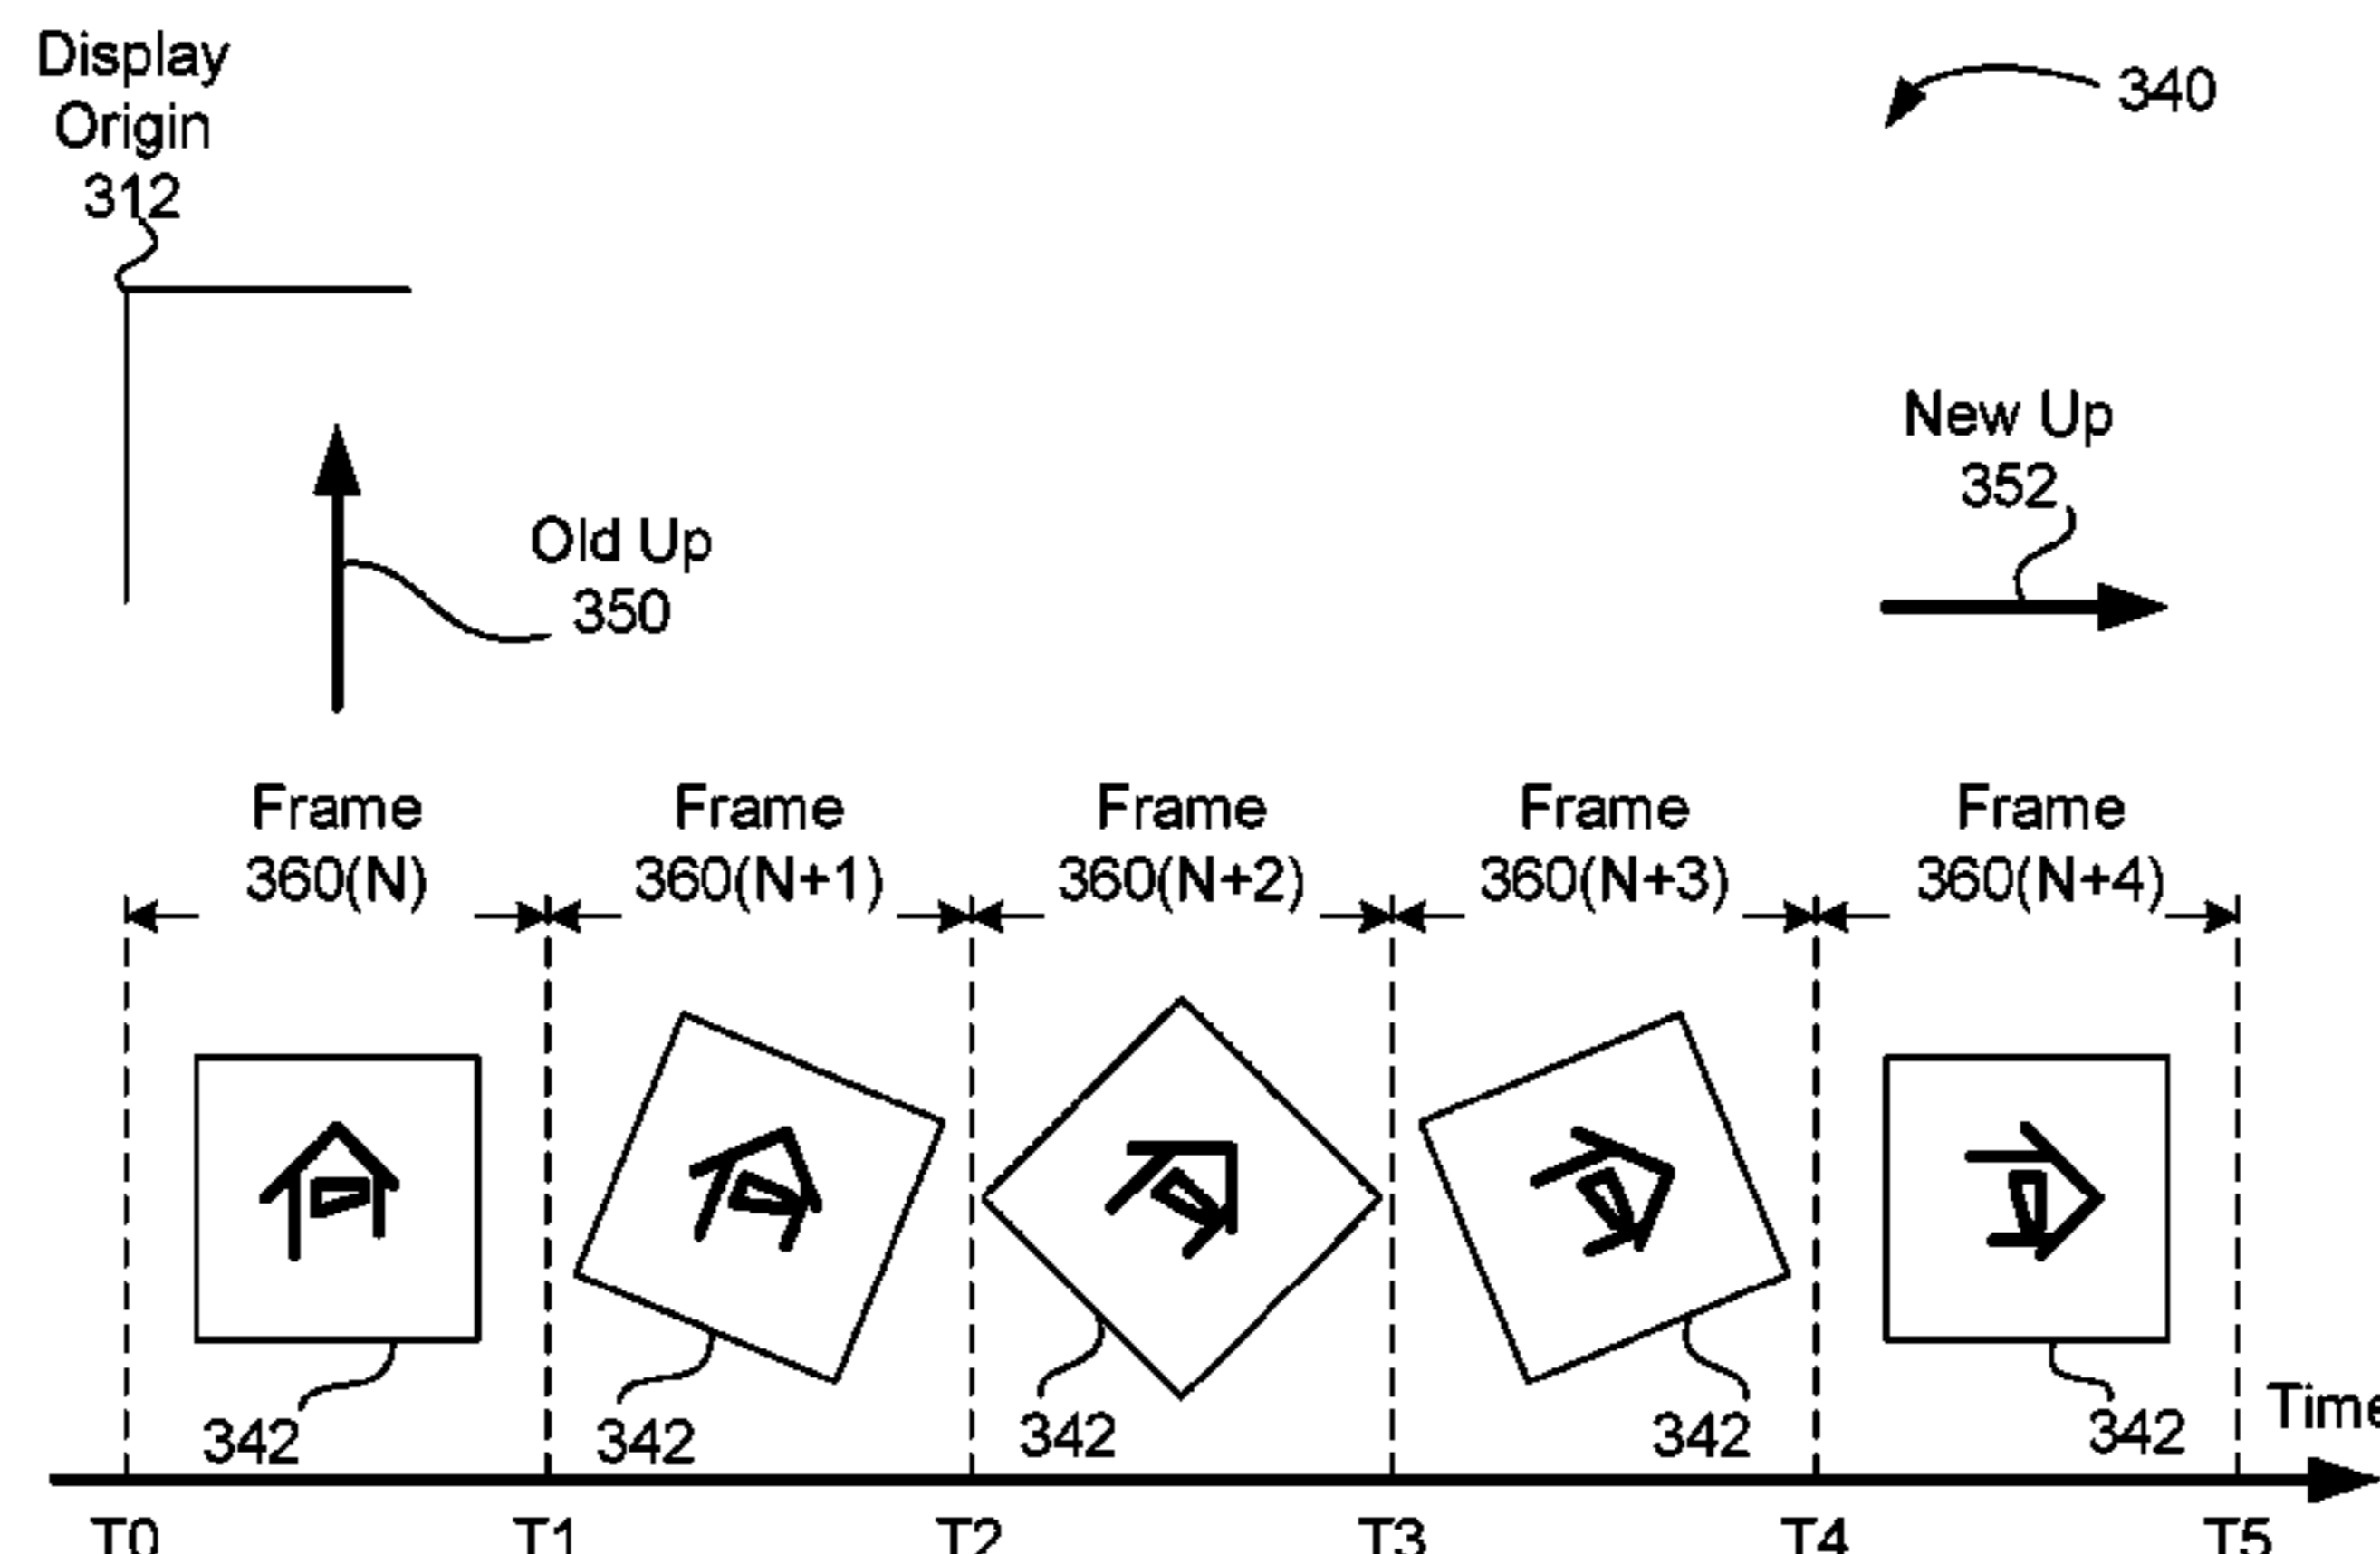 Display
Origin
312
340
New Up
352
Old Up
350
Frame
360(N)
Frame
360(N+1)
Frame
360(N+2)
Frame
360(N+3)
Frame
360(N+4)
342
342
342
342
342
Time
T0
T1
T2
T3
T4
T5